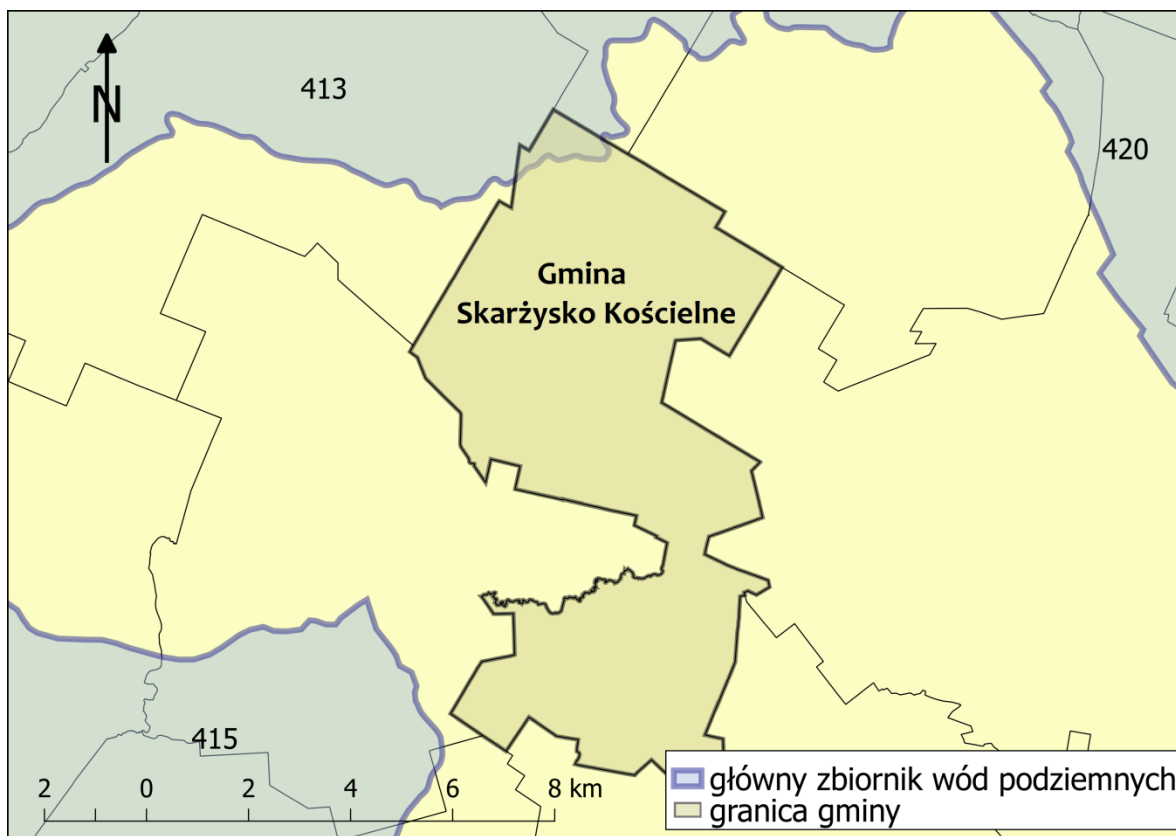 413
N
420
Gmina
Skarżysko Kościelne
415
2 0 2 4 6 8 km
główny zbiornik wód podziemnych
granica gminy